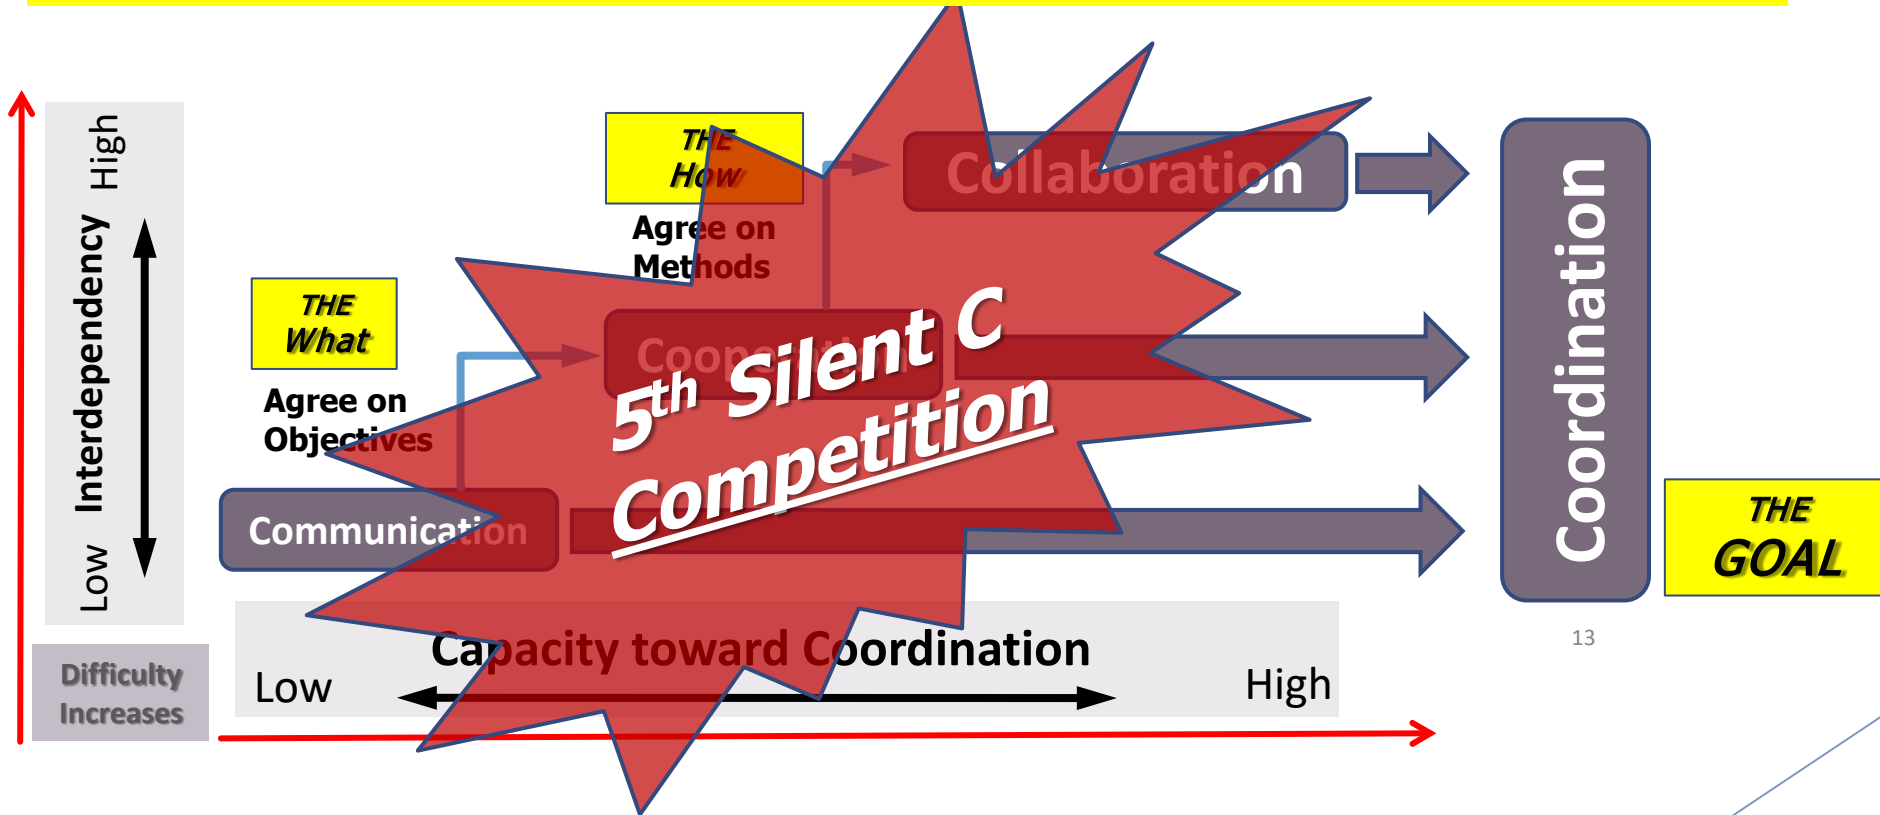 High
Interdependency
Low
THE
How
Agree on
Methods
Collaboration
THE
What
Agree on
Objectives
Cooperation
Communication
5th Silent C
Competition
Coordination
THE
GOAL
Capacity toward Coordination
Low
High
Difficulty
Increases
13